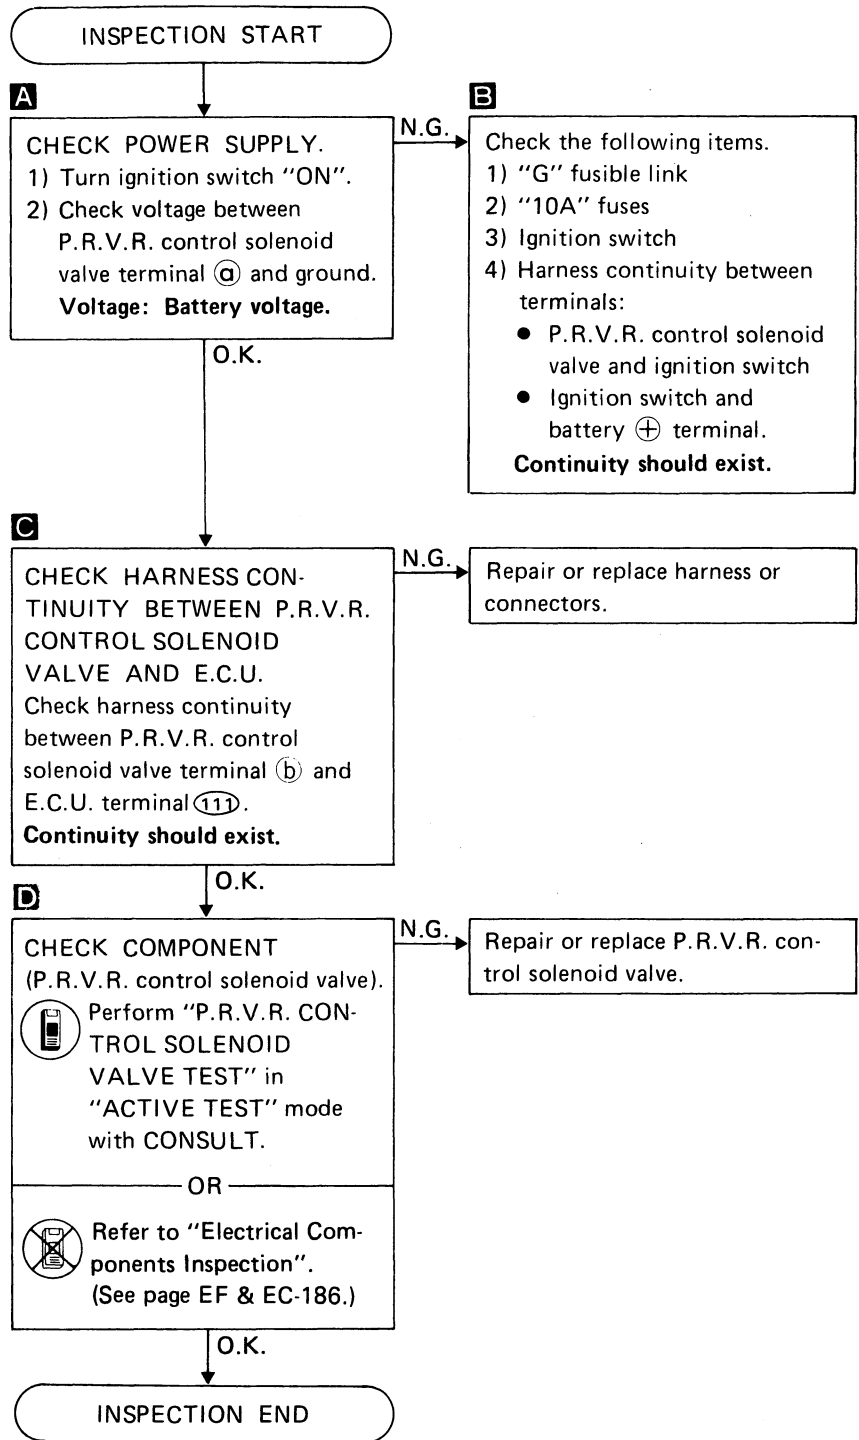 INSPECTION START
A
CHECK POWER SUPPLY.
1) Turn ignition switch "ON".
2) Check voltage between
P.R.V.R. control solenoid
valve terminal ⓐ and ground.
Voltage: Battery voltage.
N.G.
B
Check the following items.
1) "G" fusible link
2) "10A" fuses
3) Ignition switch
4) Harness continuity between
terminals:
● P.R.V.R. control solenoid
valve and ignition switch
● Ignition switch and
battery ⊕ terminal.
Continuity should exist.
O.K.
C
CHECK HARNESS CON-
TINUITY BETWEEN P.R.V.R.
CONTROL SOLENOID
VALVE AND E.C.U.
Check harness continuity
between P.R.V.R. control
solenoid valve terminal ⓑ and
E.C.U. terminal (111).
Continuity should exist.
N.G.
Repair or replace harness or
connectors.
O.K.
D
CHECK COMPONENT
(P.R.V.R. control solenoid valve).
Perform "P.R.V.R. CON-
TROL SOLENOID
VALVE TEST" in
"ACTIVE TEST" mode
with CONSULT.
OR
Refer to "Electrical Com-
ponents Inspection".
(See page EF & EC-186.)
N.G.
Repair or replace P.R.V.R. con-
trol solenoid valve.
O.K.
INSPECTION END